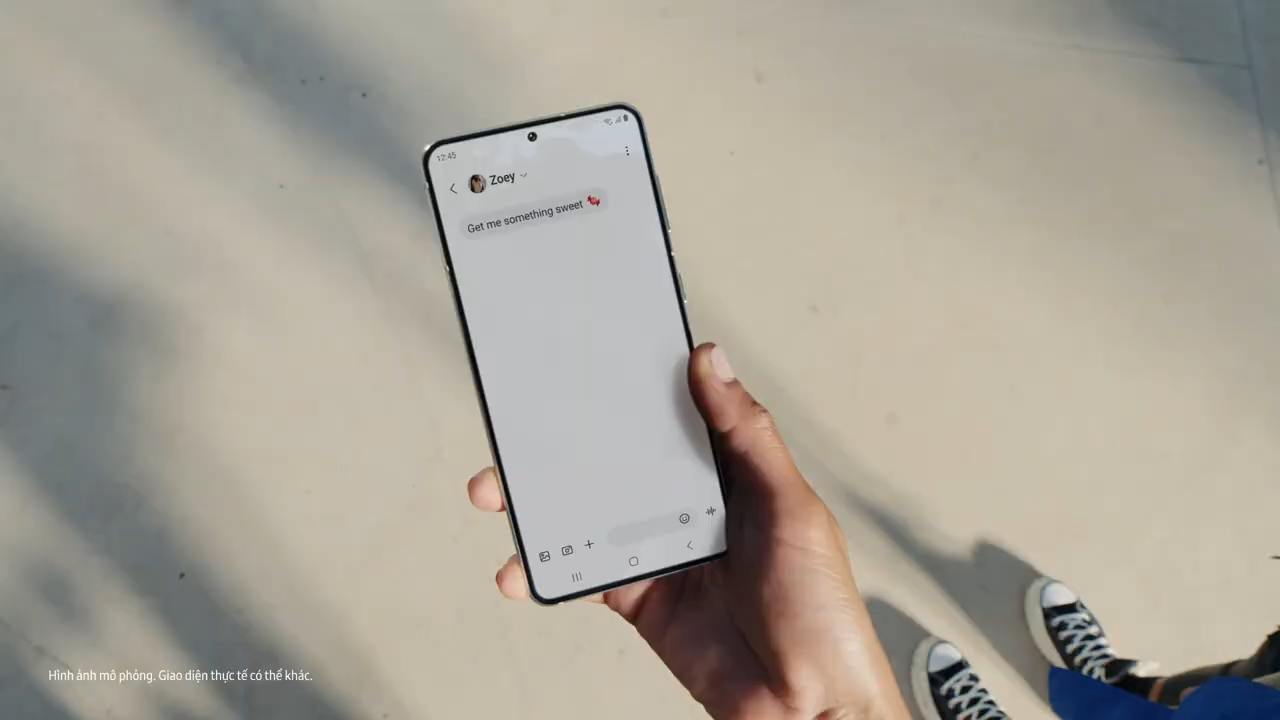 12:45
Zoey
Get me something sweet
Hình ảnh mô phỏng. Giao diện thực tế có thể khác.